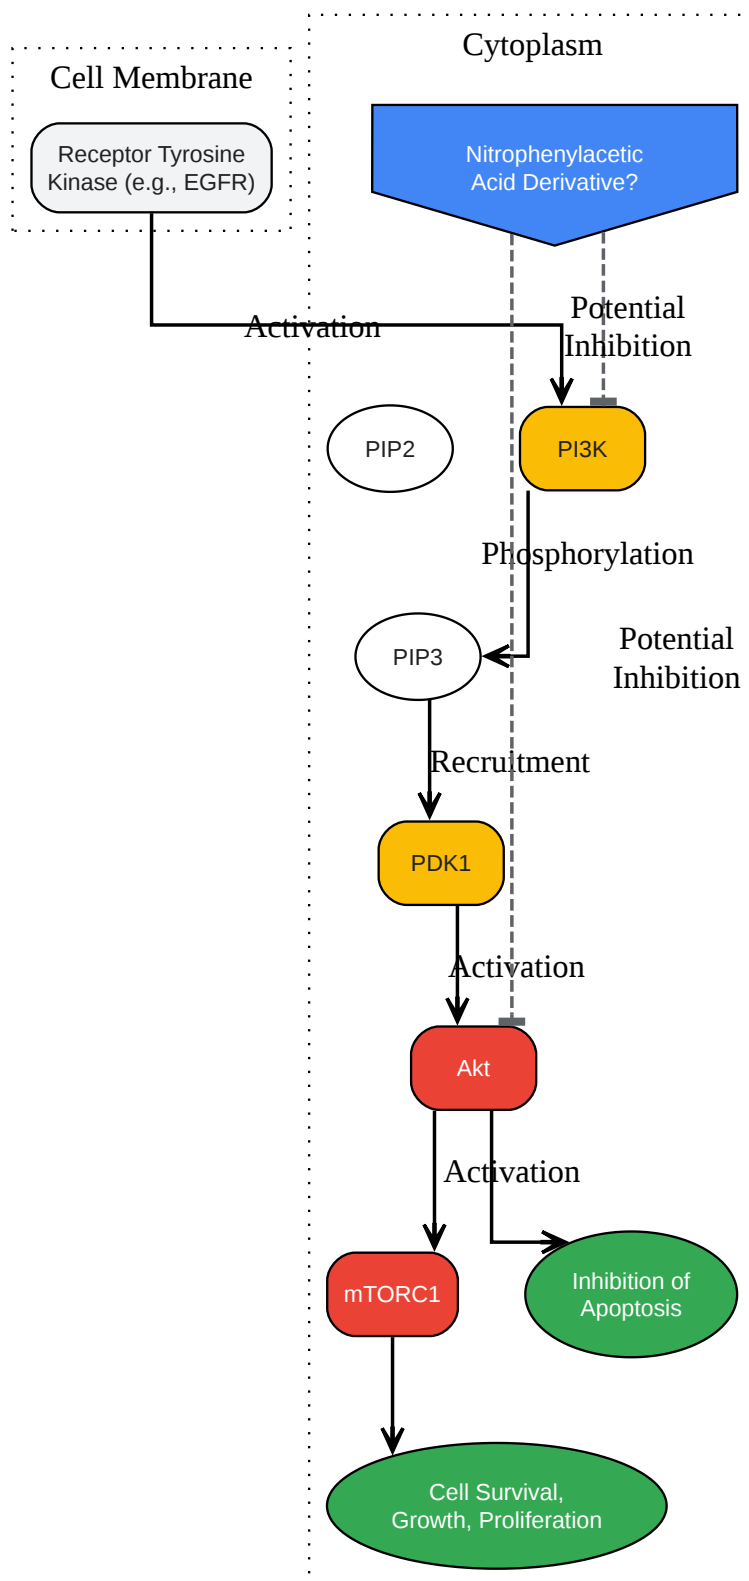 Cytoplasm
Cell Membrane
Receptor Tyrosine
Kinase (e.g., EGFR)
Nitrophenylacetic
Acid Derivative?
Activation
Potential
Inhibition
PIP2
PI3K
Phosphorylation
PIP3
Potential
Inhibition
Recruitment
PDK1
Activation
Akt
Activation
mTORC1
Inhibition of
Apoptosis
Cell Survival,
Growth, Proliferation